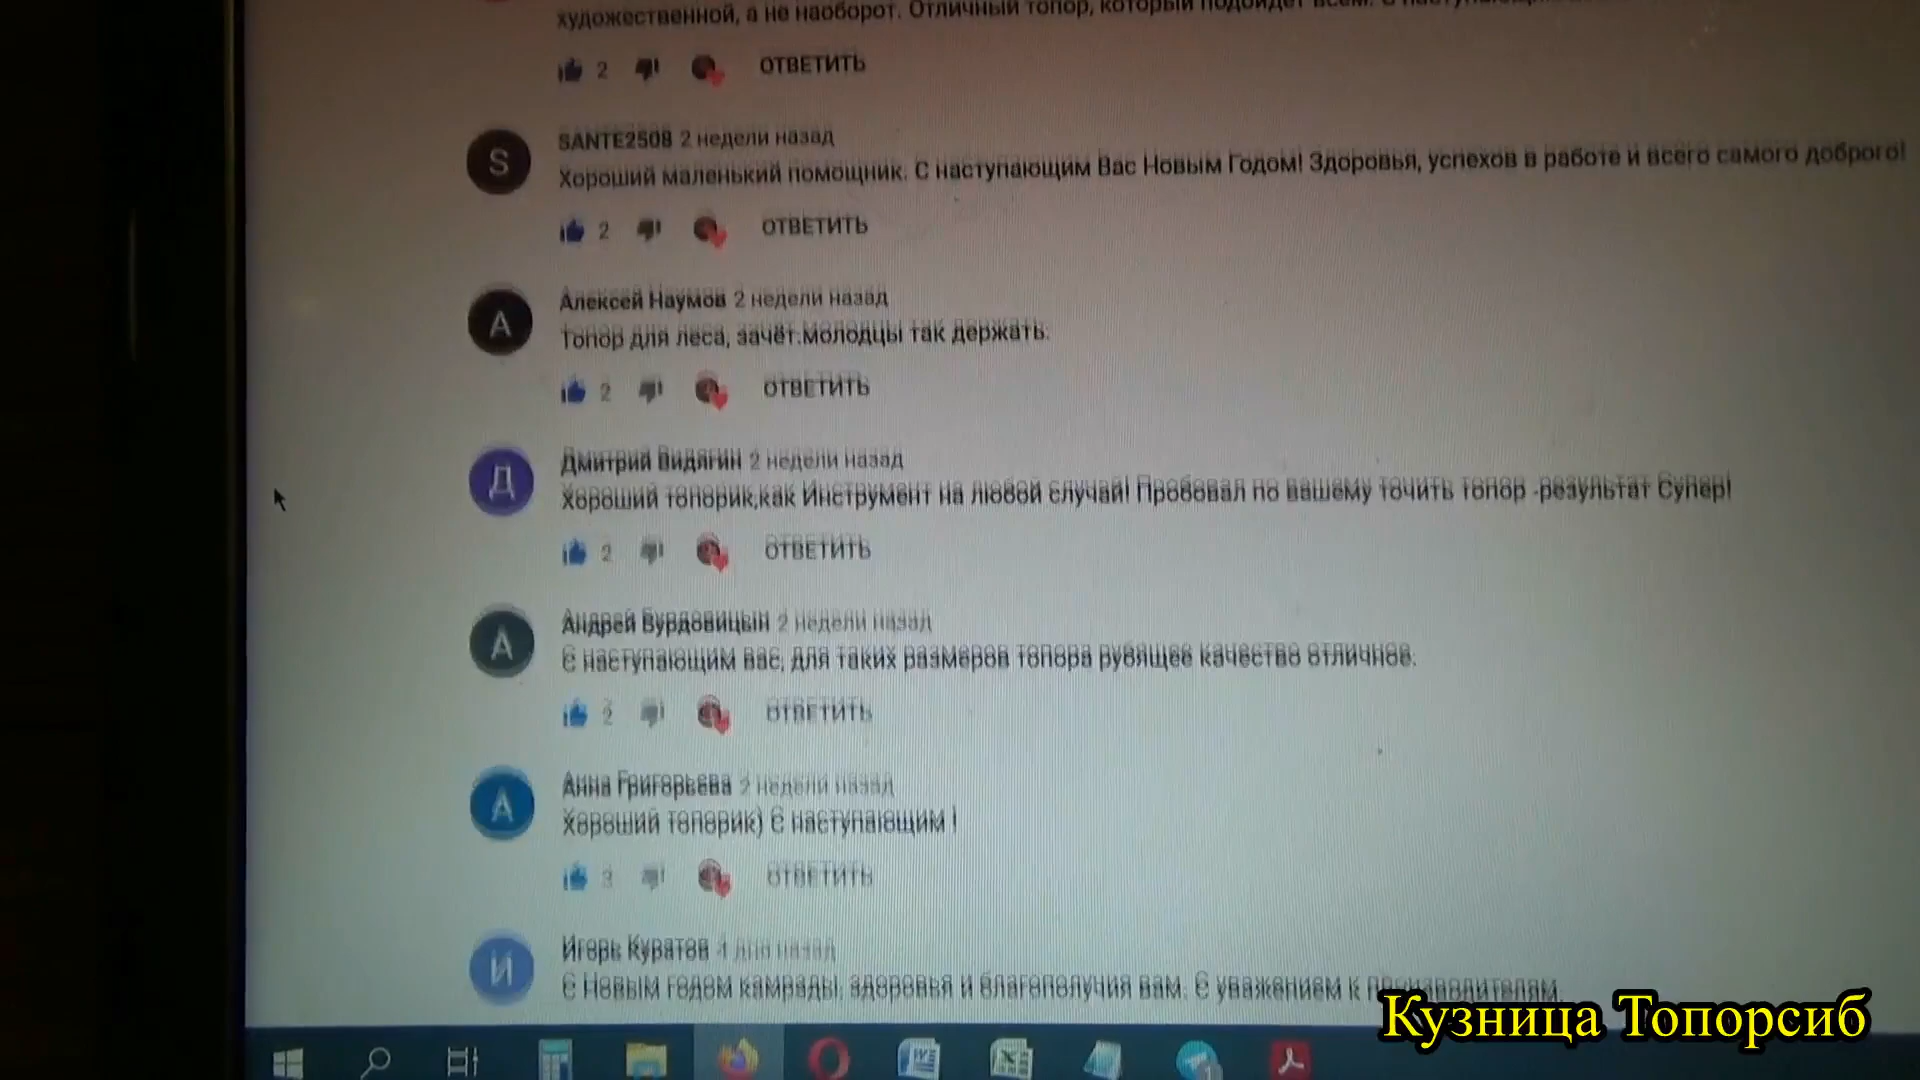 художественной, а не наоборот. Отличный топор, который подойдет всем.
2 ОТВЕТИТЬ
S
SANTE2508 2 недели назад
Хороший маленький помощник. С наступающим Вас Новым Годом! Здоровья, успехов в работе и всего самого доброго!
2 ОТВЕТИТЬ
А
Алексей Наумов 2 недели назад
Топор для леса, зачёт.молодцы так держать.
2 ОТВЕТИТЬ
Д
Дмитрий Видягин 2 недели назад
Хороший топорик,как Инструмент на любой случай! Пробовал по вашему точить топор -результат Супер!
2 ОТВЕТИТЬ
А
Андрей Бурдовицын 2 недели назад
С наступающим вас, для таких размеров топора рубящее качество отличное.
2 ОТВЕТИТЬ
А
Анна Григорьева 2 недели назад
Хороший топорик) С наступающим !
3 ОТВЕТИТЬ
И
Игорь Куратов 4 дня назад
С Новым годом камрады, здоровья и благополучия вам. С уважением к производителям.
Кузница Топорсиб